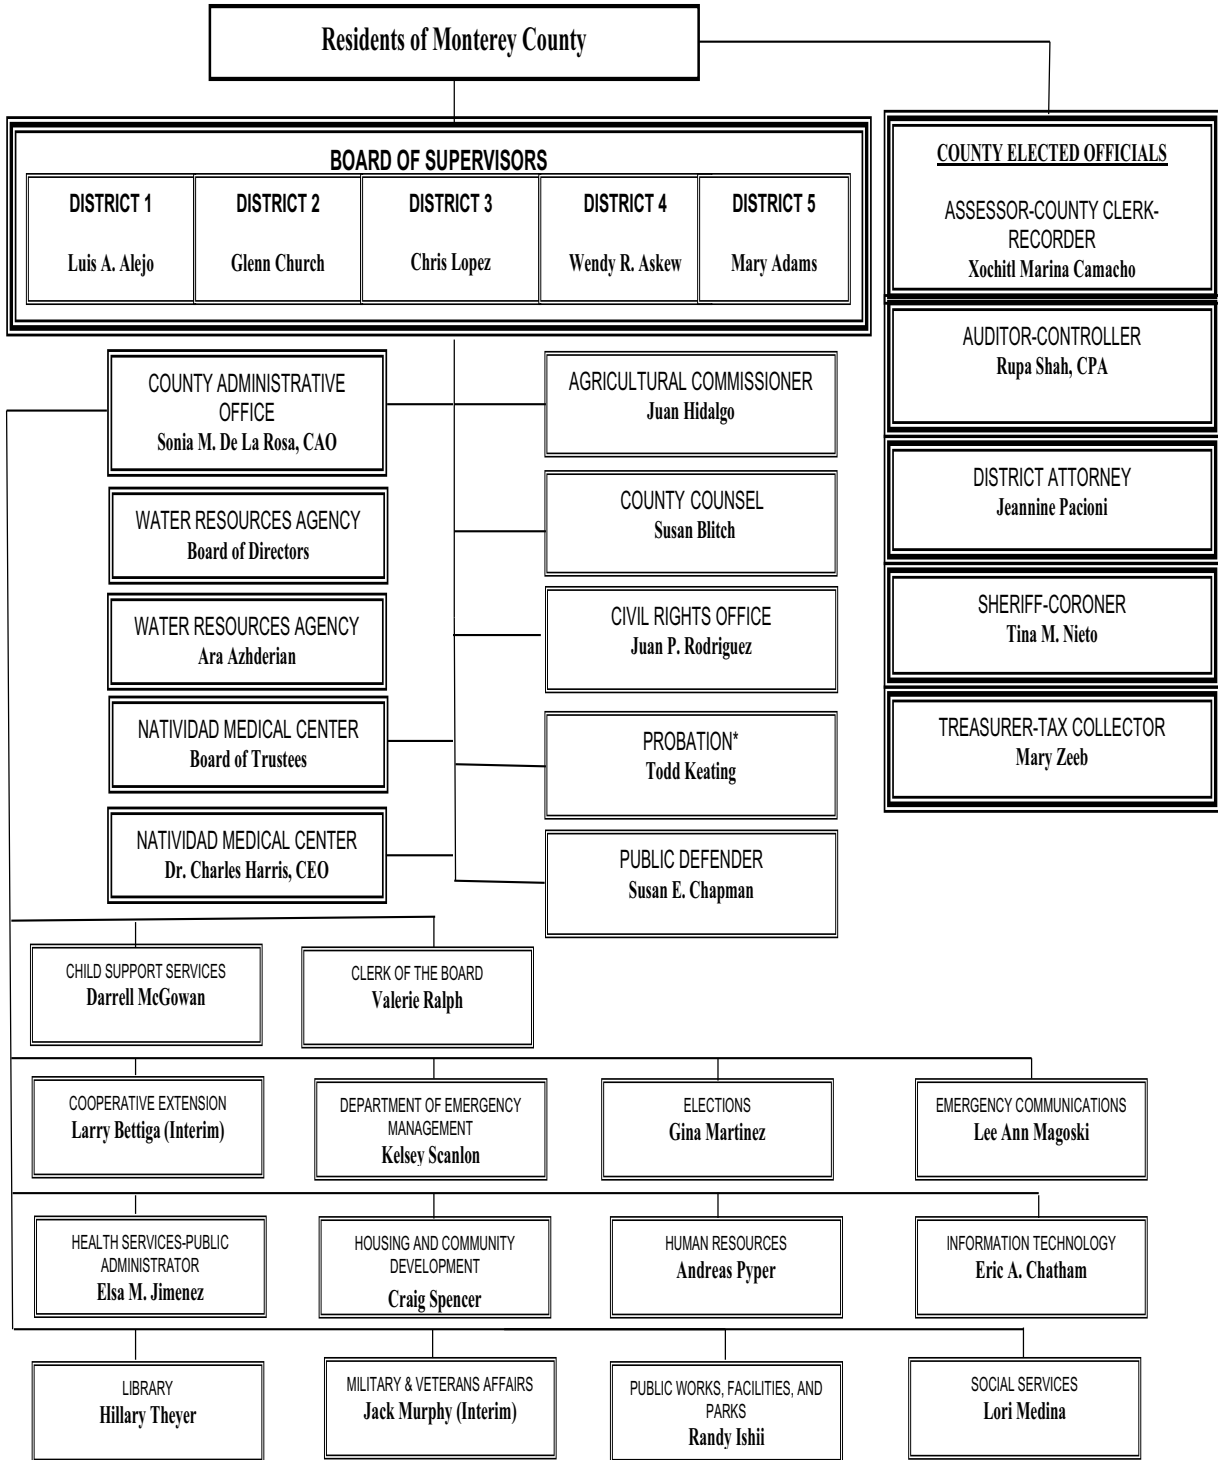 Residents of Monterey County
BOARD OF SUPERVISORS
DISTRICT 1
Luis A. Alejo
DISTRICT 2
Glenn Church
DISTRICT 3
Chris Lopez
DISTRICT 4
Wendy R. Askew
DISTRICT 5
Mary Adams
COUNTY ELECTED OFFICIALS
ASSESSOR-COUNTY CLERK-
RECORDER
Xochitl Marina Camacho
AUDITOR-CONTROLLER
Rupa Shah, CPA
DISTRICT ATTORNEY
Jeannine Pacioni
SHERIFF-CORONER
Tina M. Nieto
TREASURER-TAX COLLECTOR
Mary Zeeb
COUNTY ADMINISTRATIVE
OFFICE
Sonia M. De La Rosa, CAO
WATER RESOURCES AGENCY
Board of Directors
WATER RESOURCES AGENCY
Ara Azhderian
NATIVIDAD MEDICAL CENTER
Board of Trustees
NATIVIDAD MEDICAL CENTER
Dr. Charles Harris, CEO
AGRICULTURAL COMMISSIONER
Juan Hidalgo
COUNTY COUNSEL
Susan Blitch
CIVIL RIGHTS OFFICE
Juan P. Rodriguez
PROBATION*
Todd Keating
PUBLIC DEFENDER
Susan E. Chapman
CHILD SUPPORT SERVICES
Darrell McGowan
CLERK OF THE BOARD
Valerie Ralph
COOPERATIVE EXTENSION
Larry Bettiga (Interim)
DEPARTMENT OF EMERGENCY
MANAGEMENT
Kelsey Scanlon
ELECTIONS
Gina Martinez
EMERGENCY COMMUNICATIONS
Lee Ann Magoski
HEALTH SERVICES-PUBLIC
ADMINISTRATOR
Elsa M. Jimenez
HOUSING AND COMMUNITY
DEVELOPMENT
Craig Spencer
HUMAN RESOURCES
Andreas Pyper
INFORMATION TECHNOLOGY
Eric A. Chatham
LIBRARY
Hillary Theyer
MILITARY & VETERANS AFFAIRS
Jack Murphy (Interim)
PUBLIC WORKS, FACILITIES, AND
PARKS
Randy Ishii
SOCIAL SERVICES
Lori Medina